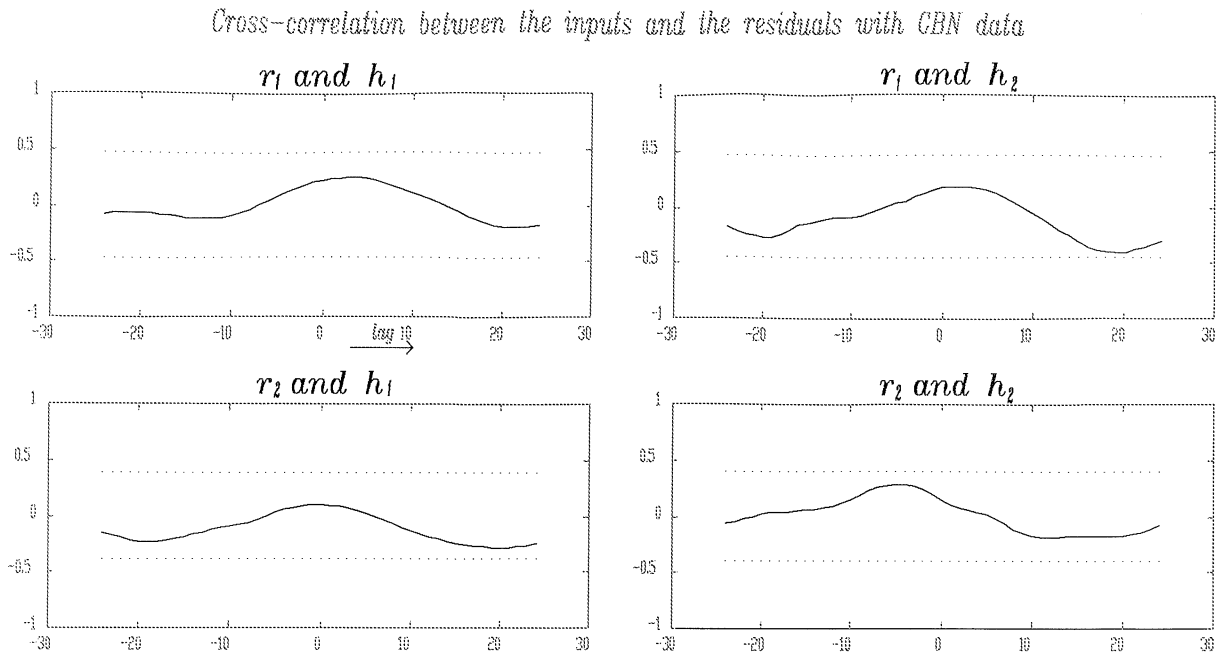 Cross-correlation between the inputs and the residuals with CBN data
r₁ and h₁
r₁ and h₂
1
0.5
0
-0.5
-1
-30 -20 -10 0 10 20 30
lag
1
0.5
0
-0.5
-1
-30 -20 -10 0 10 20 30
r₂ and h₁
r₂ and h₂
1
0.5
0
-0.5
-1
-30 -20 -10 0 10 20 30
1
0.5
0
-0.5
-1
-30 -20 -10 0 10 20 30